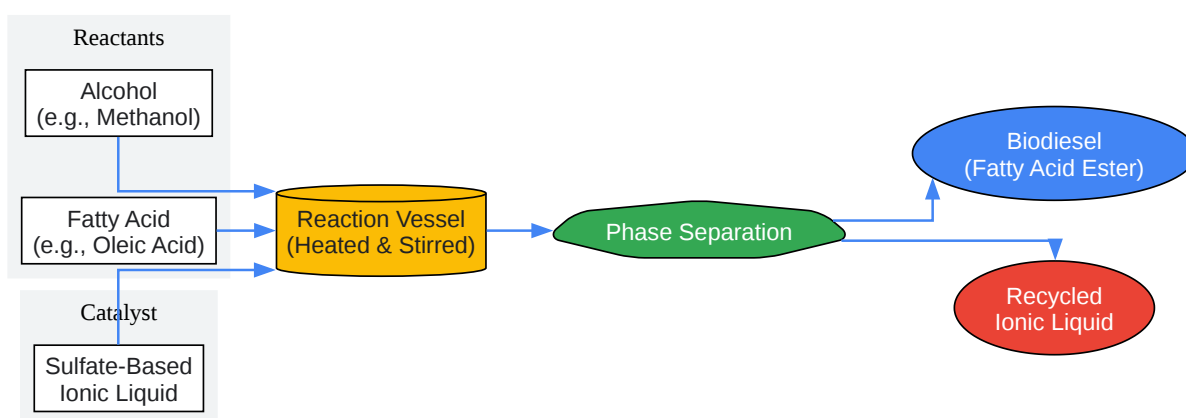 Reactants
Alcohol
(e.g., Methanol)
Fatty Acid
(e.g., Oleic Acid)
Catalyst
Sulfate-Based
Ionic Liquid
Reaction Vessel
(Heated & Stirred)
Phase Separation
Biodiesel
(Fatty Acid Ester)
Recycled
Ionic Liquid